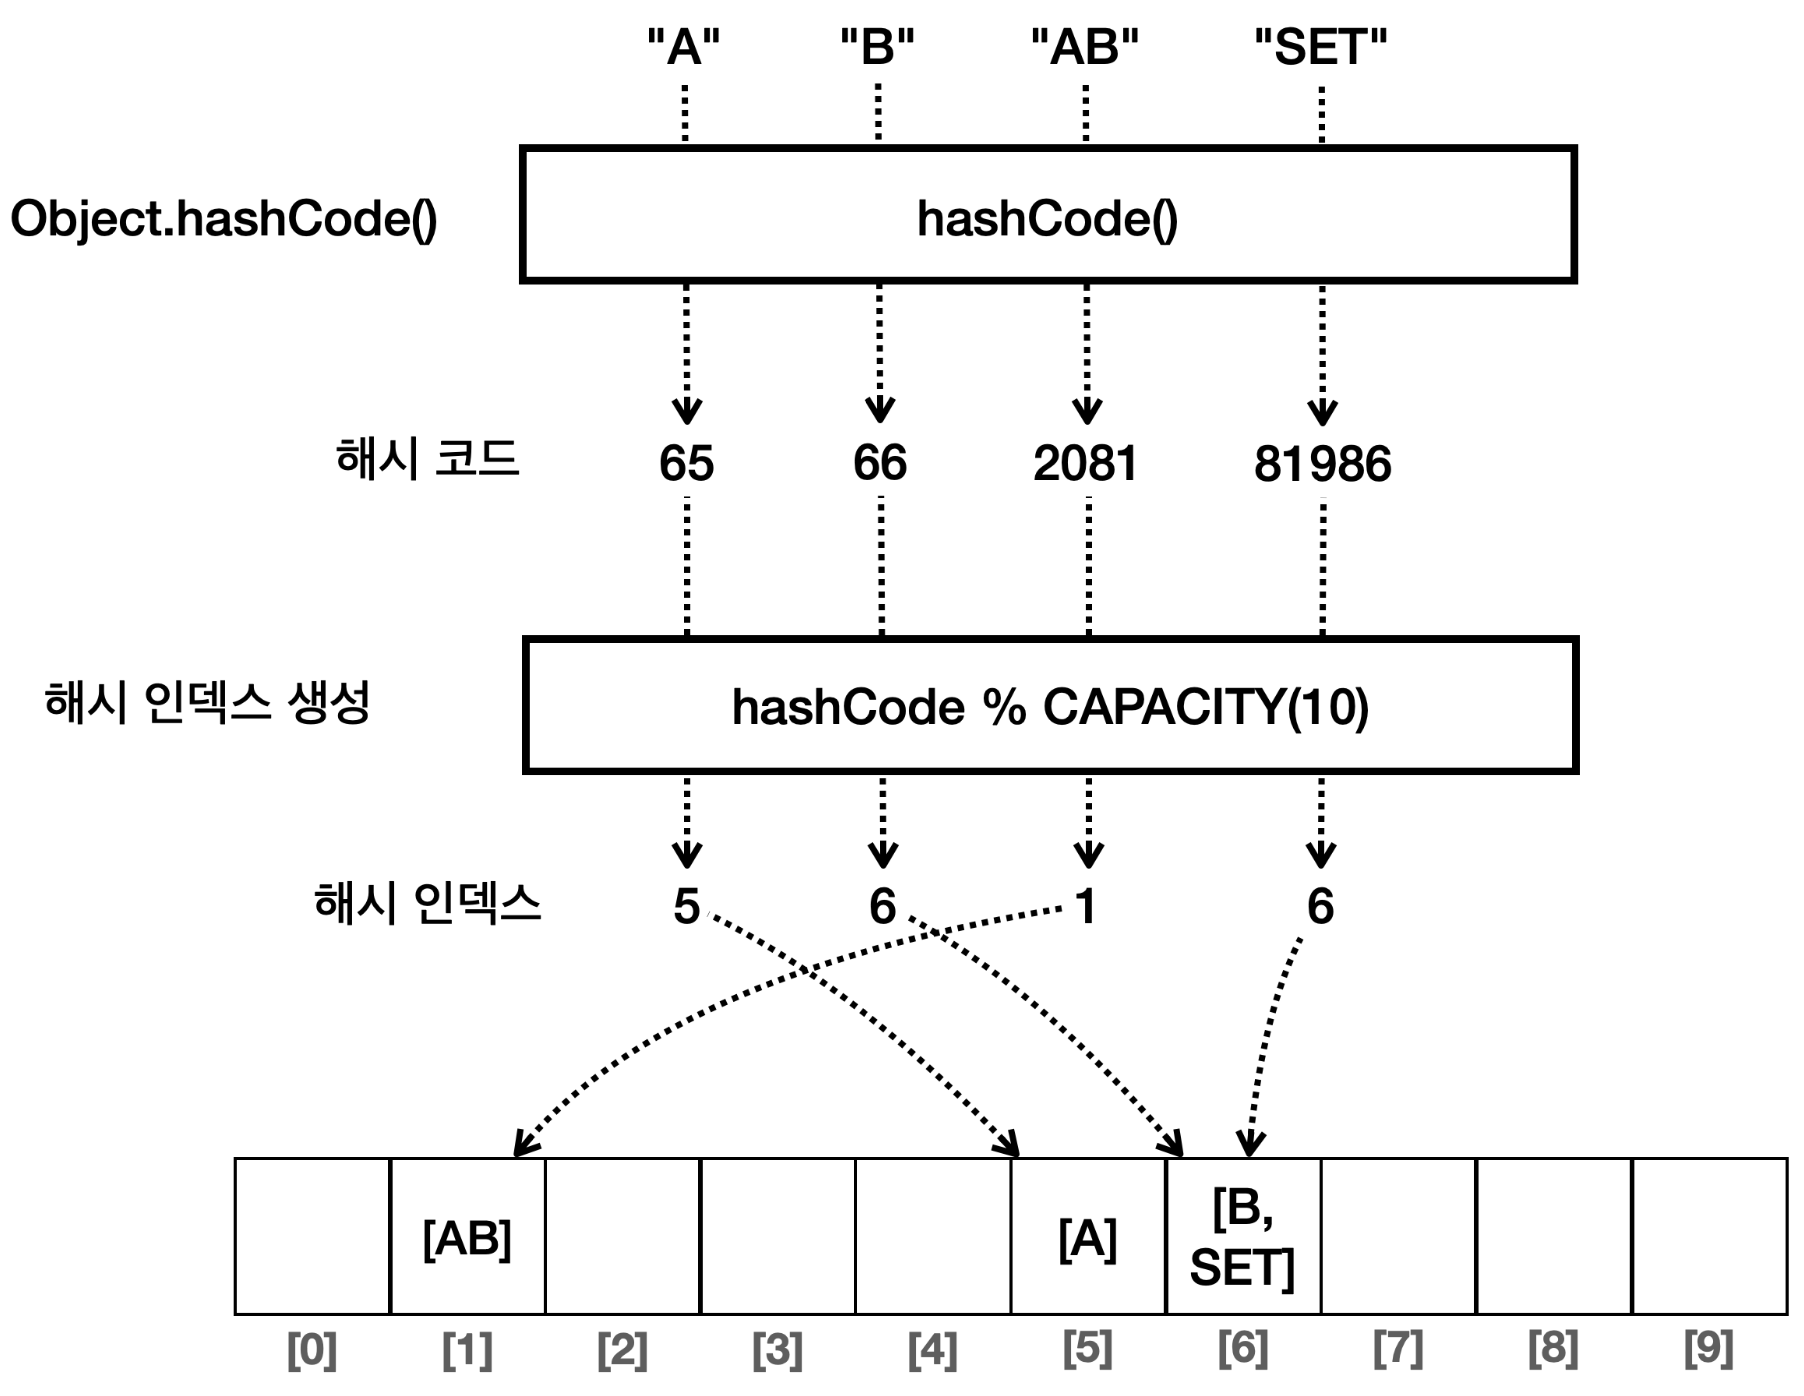 "A" "B" "AB" "SET"
Object.hashCode() hashCode()
해시 코드 65 66 2081 81986
해시 인덱스 생성 hashCode % CAPACITY(10)
해시 인덱스 5 6 1 6
[AB] [A] [B,
SET]
[0] [1] [2] [3] [4] [5] [6] [7] [8] [9]